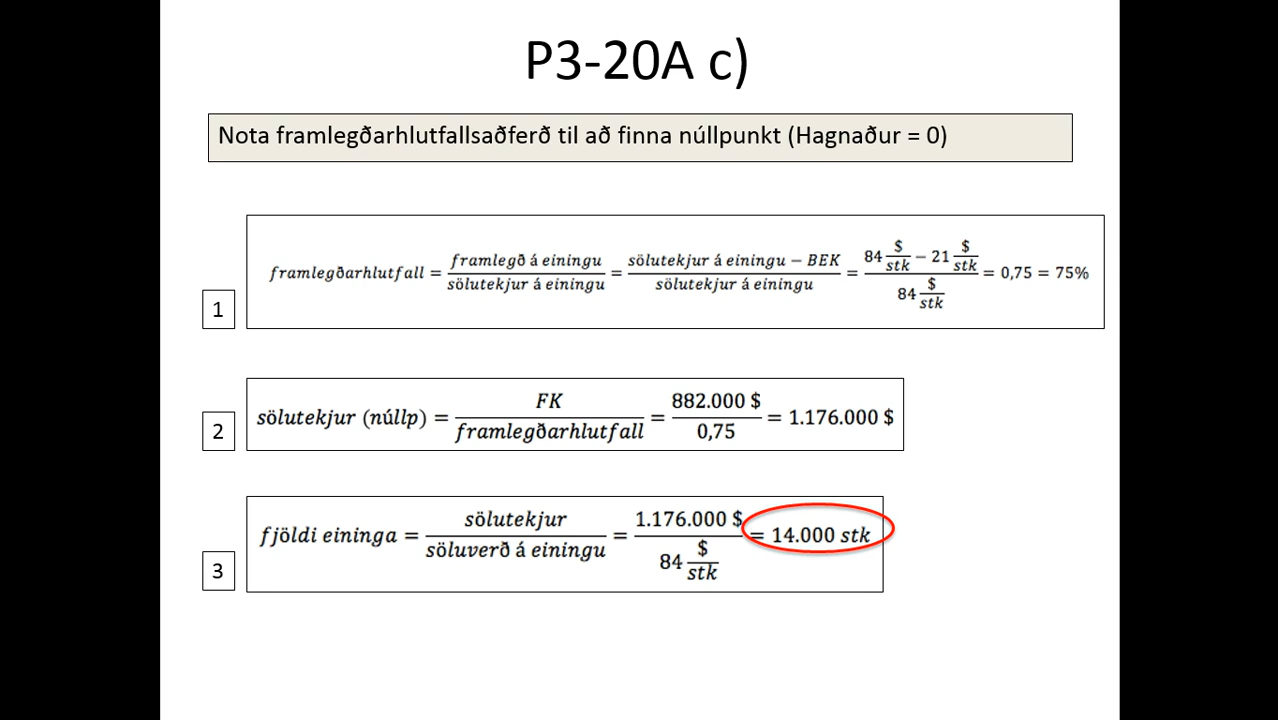 P3-20A c)
Nota framlegðarhlutfallsaðferð til að finna núllpunkt (Hagnaður = 0)
1
framlegðarhlutfall = framlegð á einingu / sölutekjur á einingu = sölutekjur á einingu − BEK / sölutekjur á einingu = 84 $/stk − 21 $/stk / 84 $/stk = 0,75 = 75%
2
sölutekjur (núllp) = FK / framlegðarhlutfall = 882.000 $ / 0,75 = 1.176.000 $
3
fjöldi eininga = sölutekjur / söluverð á einingu = 1.176.000 $ / 84 $/stk = 14.000 stk